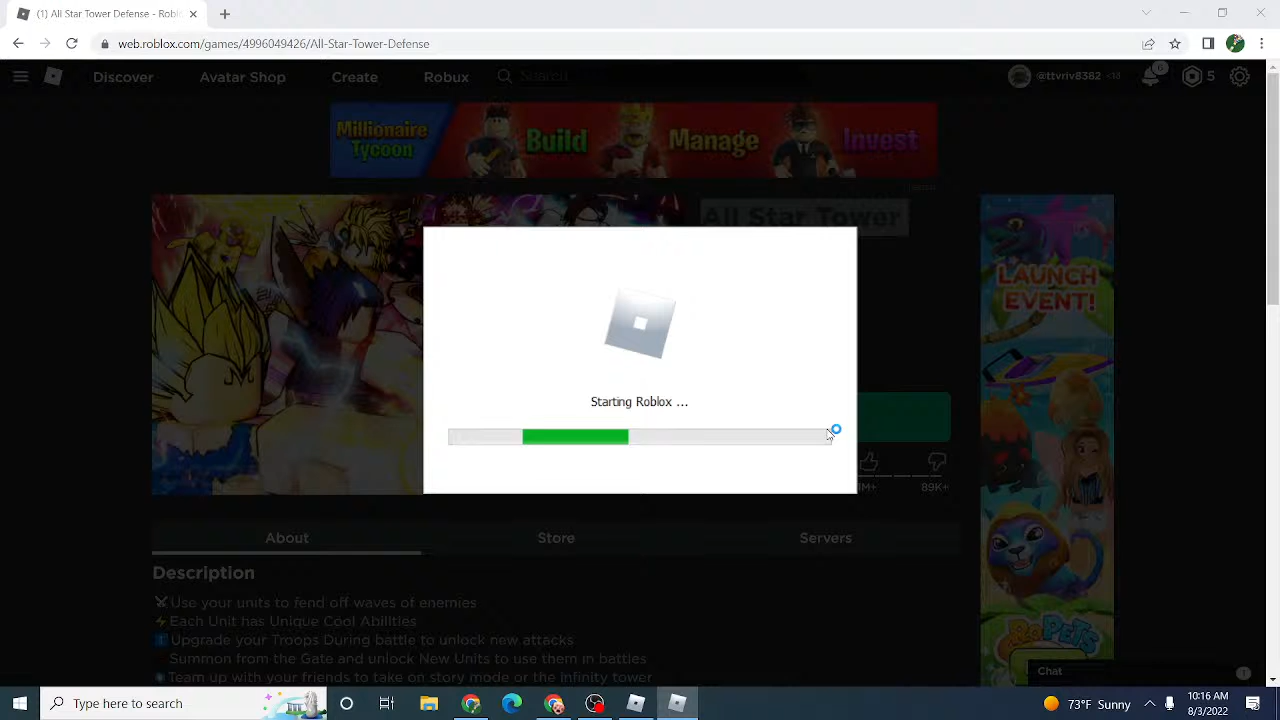 (1) All Star Tower Defense - Roblo
web.roblox.com/games/4996049426/All-Star-Tower-Defense
Discover
Avatar Shop
Create
Robux
Search
@ttvriv8382 <13
5
Millionaire
Tycoon
Build
Manage
Invest
All Star Tower
LAUNCH
EVENT!
Starting Roblox ...
1M+
89K+
About
Store
Servers
Description
Use your units to fend off waves of enemies
Each Unit has Unique Cool Abilities
Upgrade your Troops During battle to unlock new attacks
Summon from the Gate and unlock New Units to use them in battles
Team up with your friends to take on story mode or the infinity tower
Chat
1
Type here to search
73°F Sunny
10:16 AM
8/3/2022